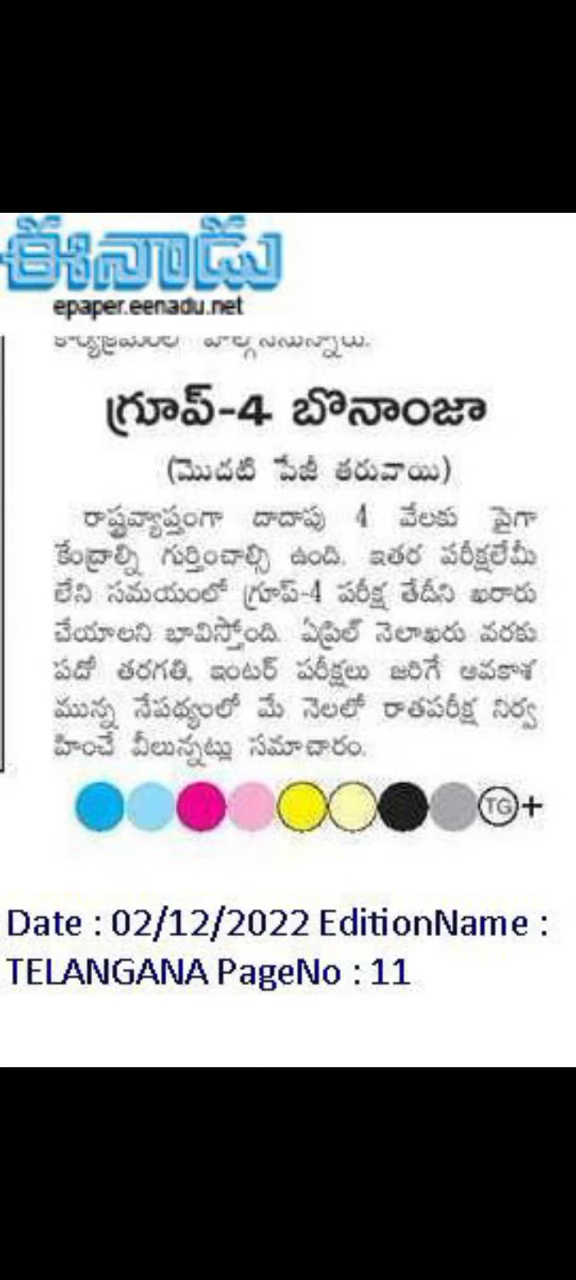 ఈనాడు
epaper.eenadu.net
గ్రూప్-4 బొనాంజా
(మొదటి పేజీ తరువాయి)
రాష్ట్రవ్యాప్తంగా దాదాపు 4 వేలకు పైగా
కేంద్రాల్ని గుర్తించాల్సి ఉంది. ఇతర పరీక్షలేమీ
లేని సమయంలో గ్రూప్-4 పరీక్ష తేదీని ఖరారు
చేయాలని భావిస్తోంది. ఏప్రిల్ నెలాఖరు వరకు
పదో తరగతి, ఇంటర్ పరీక్షలు జరిగే అవకాశ
మున్న నేపథ్యంలో మే నెలలో రాతపరీక్ష నిర్వ
హించే వీలున్నట్లు సమాచారం.
TG +
Date : 02/12/2022 EditionName :
TELANGANA PageNo : 11